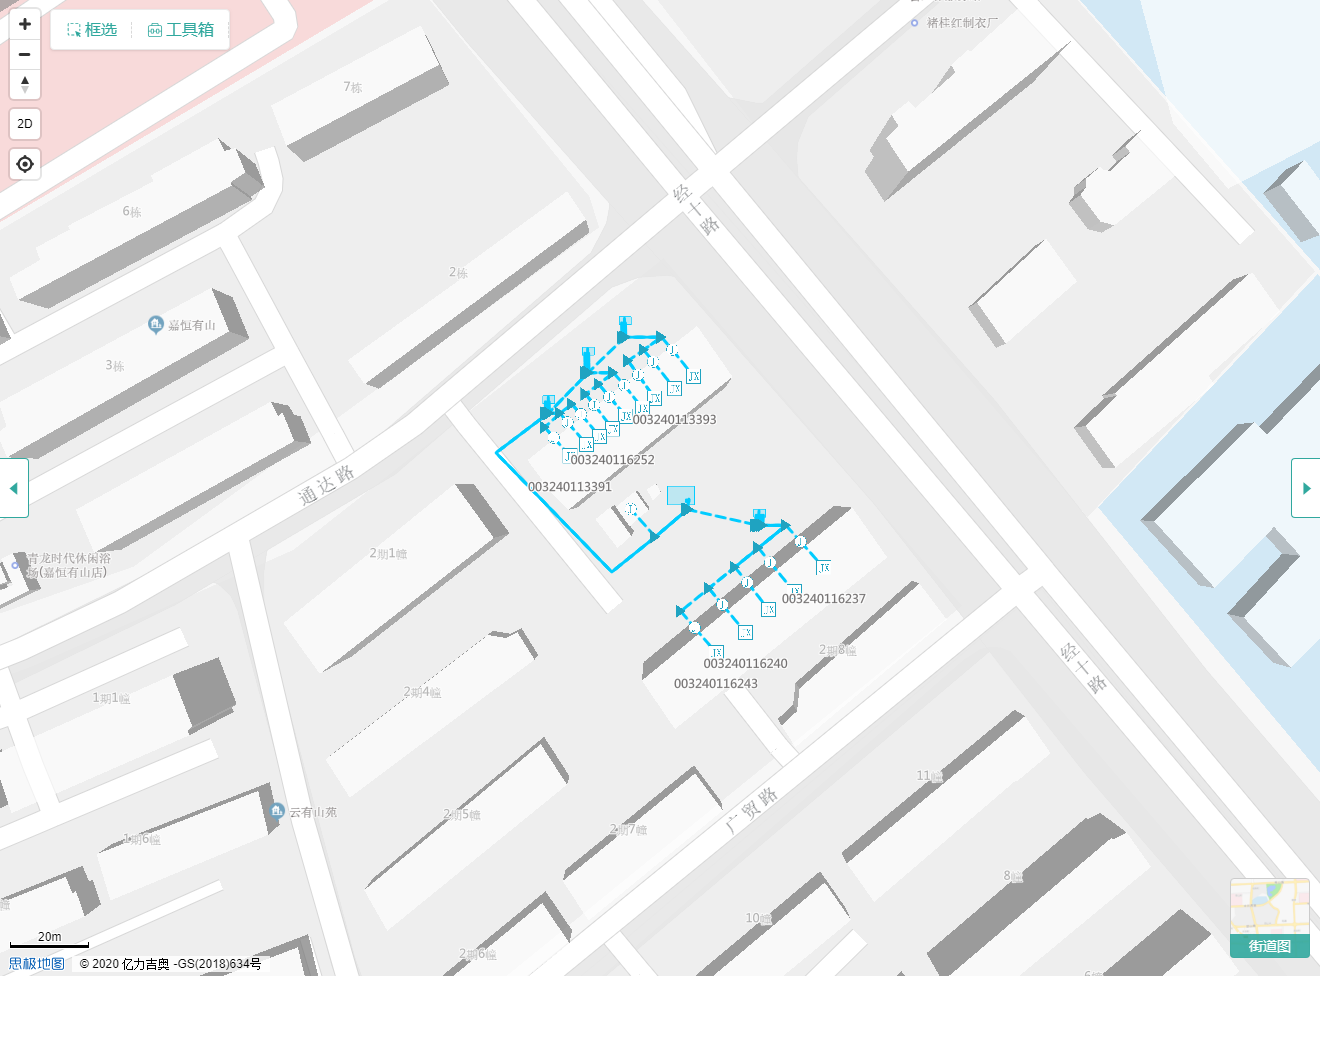 框选
工具箱
2D
褚桂红制衣厂
7栋
6栋
经十路
2栋
嘉恒有山
3栋
JX
JX
JX
JX
003240113393
003240116252
通达路
003240113391
青龙时代休闲浴
场(嘉恒有山店)
2期1幢
JX
JX
003240116237
JX
JX
JX
2期8幢
003240116240
003240116243
经十路
2期4幢
1期1幢
11幢
广贸路
云有山苑
2期5幢
2期7幢
1期6幢
8幢
幢
10幢
20m
2期6幢
街道图
思极地图
© 2020 亿力吉奥 -GS(2018)634号
6幢